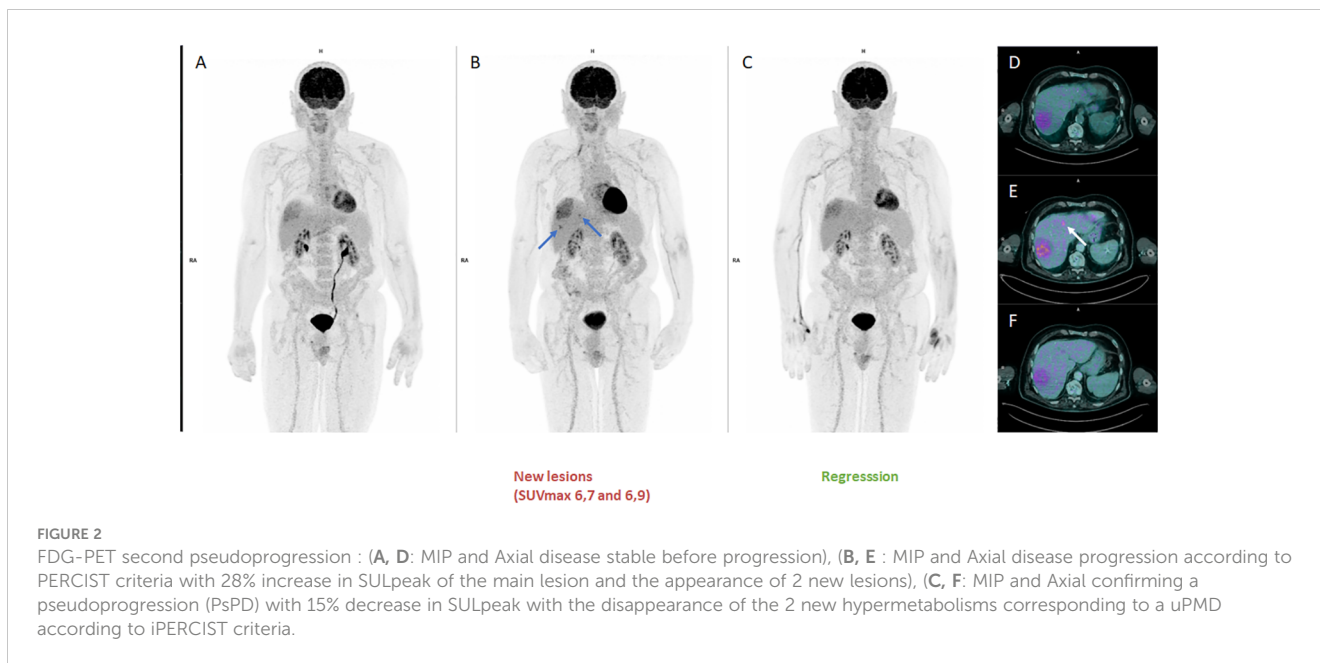 H
H
H
A
B
C
D
A
RA
RA
RA
E
F
New lesions
(SUVmax 6,7 and 6,9)
Regresssion
FIGURE 2
FDG-PET second pseudoprogression : (A, D: MIP and Axial disease stable before progression), (B, E : MIP and Axial disease progression according to
PERCIST criteria with 28% increase in SULpeak of the main lesion and the appearance of 2 new lesions), (C, F: MIP and Axial confirming a
pseudoprogression (PsPD) with 15% decrease in SULpeak with the disappearance of the 2 new hypermetabolisms corresponding to a uPMD
according to iPERCIST criteria.